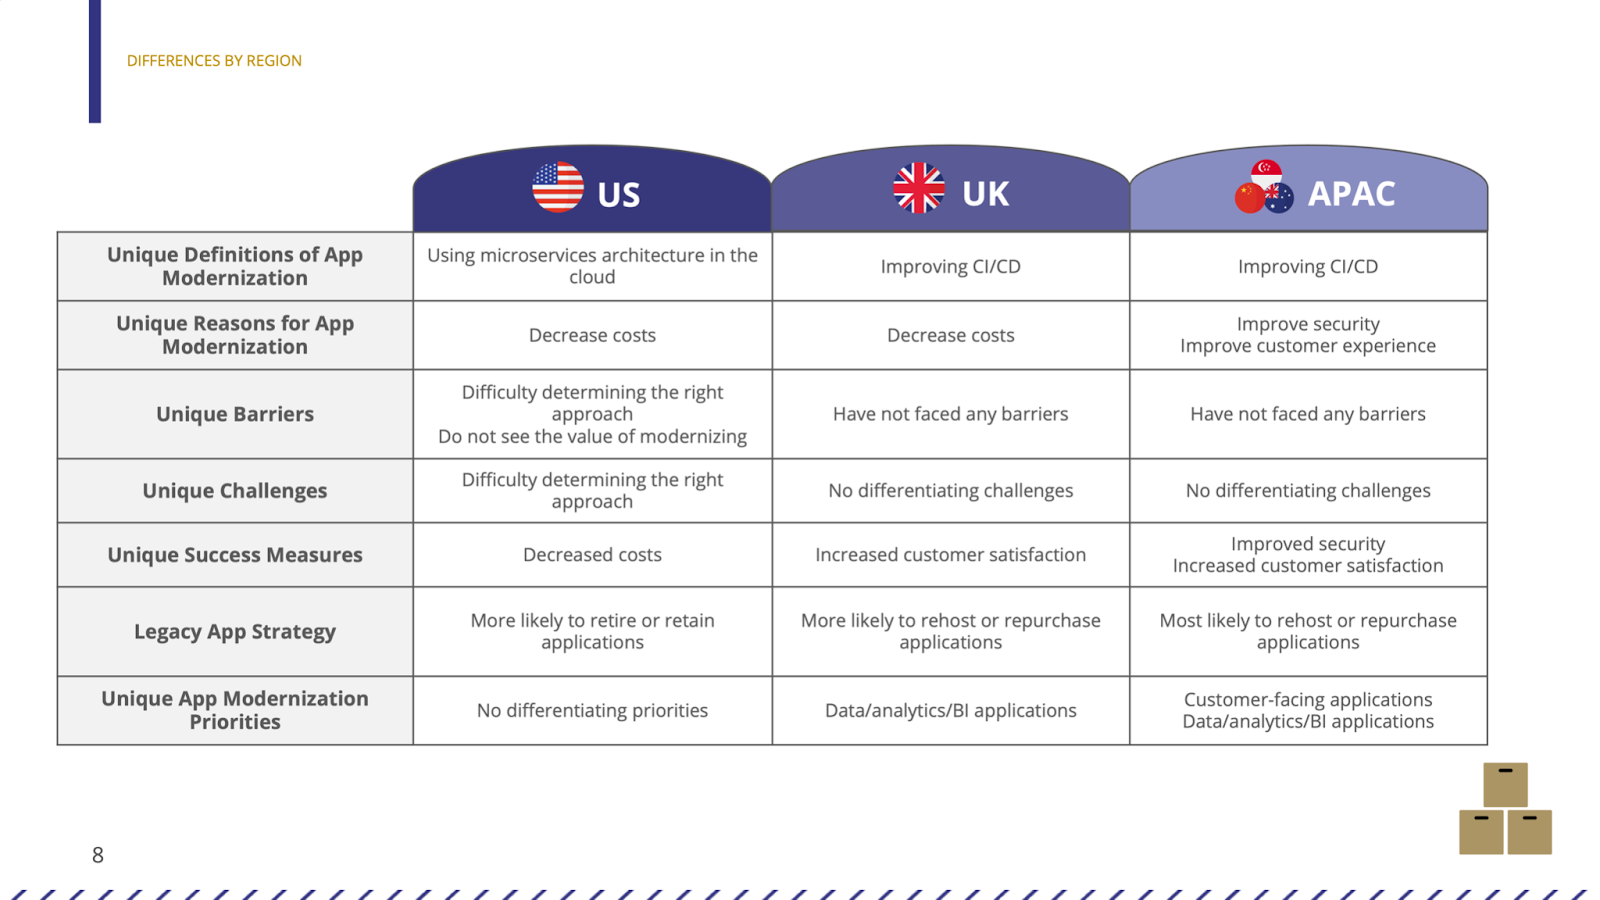 DIFFERENCES BY REGION
US
UK
APAC
Unique Definitions of App
Modernization
Using microservices architecture in the
cloud
Improving CI/CD
Improving CI/CD
Unique Reasons for App
Modernization
Decrease costs
Decrease costs
Improve security
Improve customer experience
Unique Barriers
Difficulty determining the right
approach
Do not see the value of modernizing
Have not faced any barriers
Have not faced any barriers
Unique Challenges
Difficulty determining the right
approach
No differentiating challenges
No differentiating challenges
Unique Success Measures
Decreased costs
Increased customer satisfaction
Improved security
Increased customer satisfaction
Legacy App Strategy
More likely to retire or retain
applications
More likely to rehost or repurchase
applications
Most likely to rehost or repurchase
applications
Unique App Modernization
Priorities
No differentiating priorities
Data/analytics/BI applications
Customer-facing applications
Data/analytics/BI applications
8